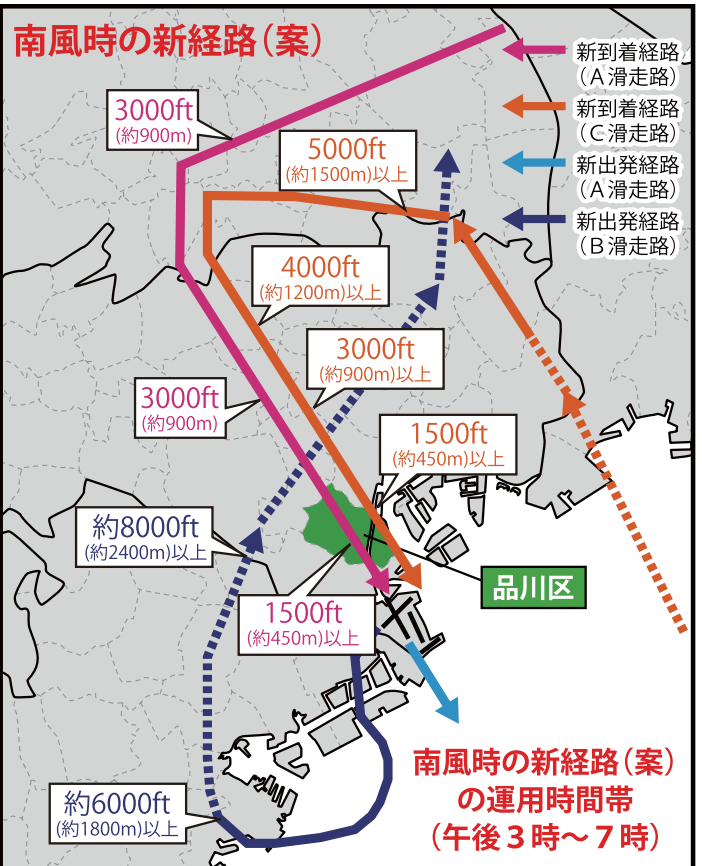 南風時の新経路（案）
新到着経路
（A滑走路）
新到着経路
（C滑走路）
新出発経路
（A滑走路）
新出発経路
（B滑走路）
3000ft
(約900m)
5000ft
(約1500m)以上
4000ft
(約1200m)以上
3000ft
(約900m)以上
3000ft
(約900m)
1500ft
(約450m)以上
約8000ft
(約2400m)以上
品川区
1500ft
(約450m)以上
約6000ft
(約1800m)以上
南風時の新経路（案）
の運用時間帯
（午後３時～７時）